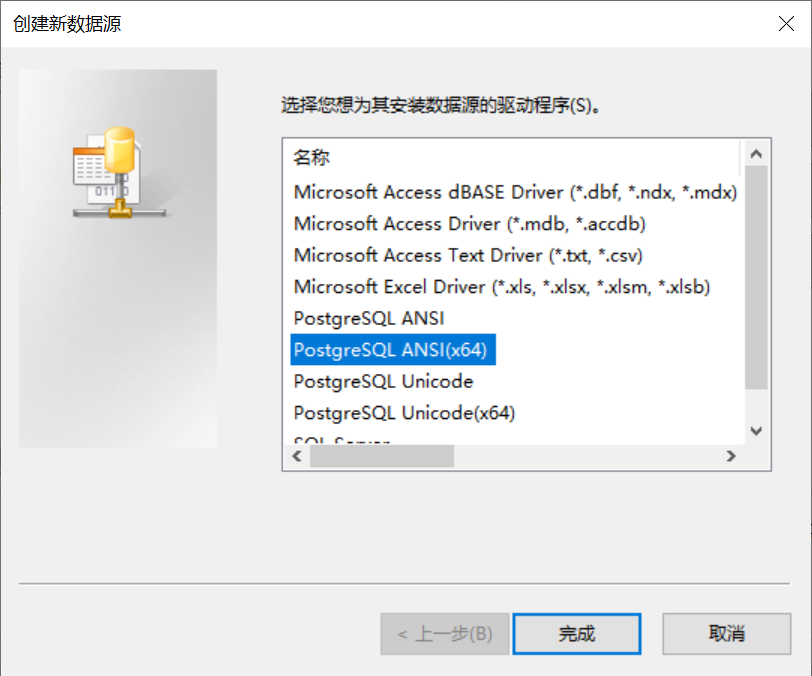 创建新数据源
选择您想为其安装数据源的驱动程序(S)。
名称
Microsoft Access dBASE Driver (*.dbf, *.ndx, *.mdx)
Microsoft Access Driver (*.mdb, *.accdb)
Microsoft Access Text Driver (*.txt, *.csv)
Microsoft Excel Driver (*.xls, *.xlsx, *.xlsm, *.xlsb)
PostgreSQL ANSI
PostgreSQL ANSI(x64)
PostgreSQL Unicode
PostgreSQL Unicode(x64)
SQL Server
< 上一步(B)
完成
取消